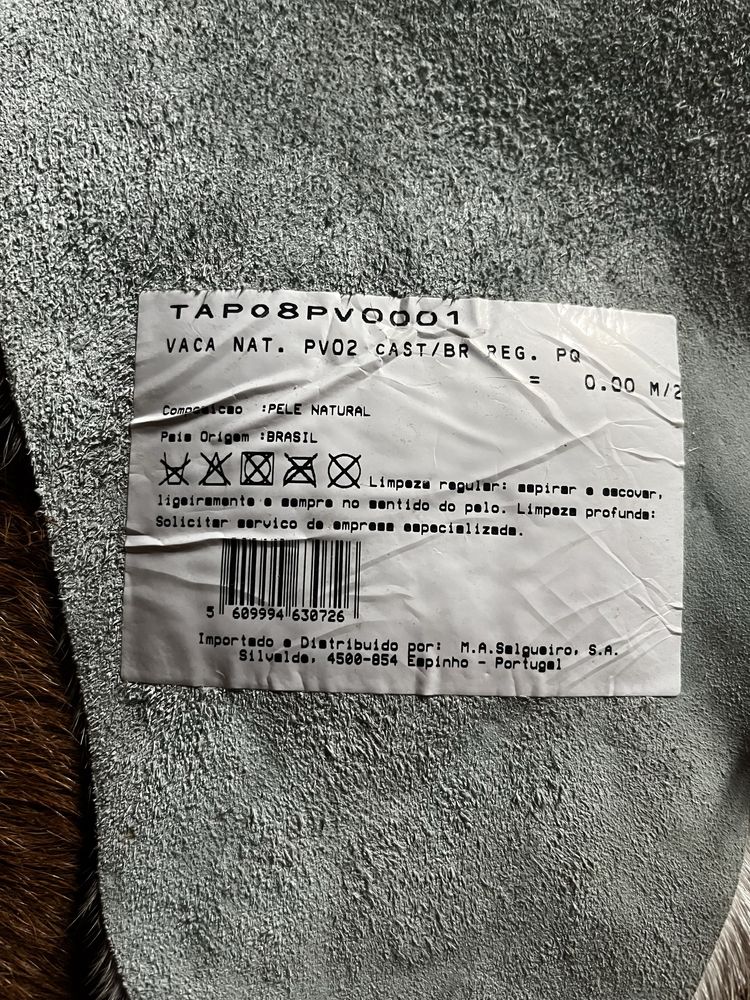 TAP08PV0001
VACA NAT. PV02 CAST/BR REG. PQ
= 0.00 M/2
Composicao :PELE NATURAL
Pais Origem :BRASIL
Limpeza regular: aspirar e escovar,
ligeiramente e sempre no sentido do pelo. Limpeza profunda:
Solicitar servico de empresa especializada.
5 609994 630726
Importado e Distribuido por: M.A.Salgueiro, S.A.
Silvalde, 4500-854 Espinho - Portugal